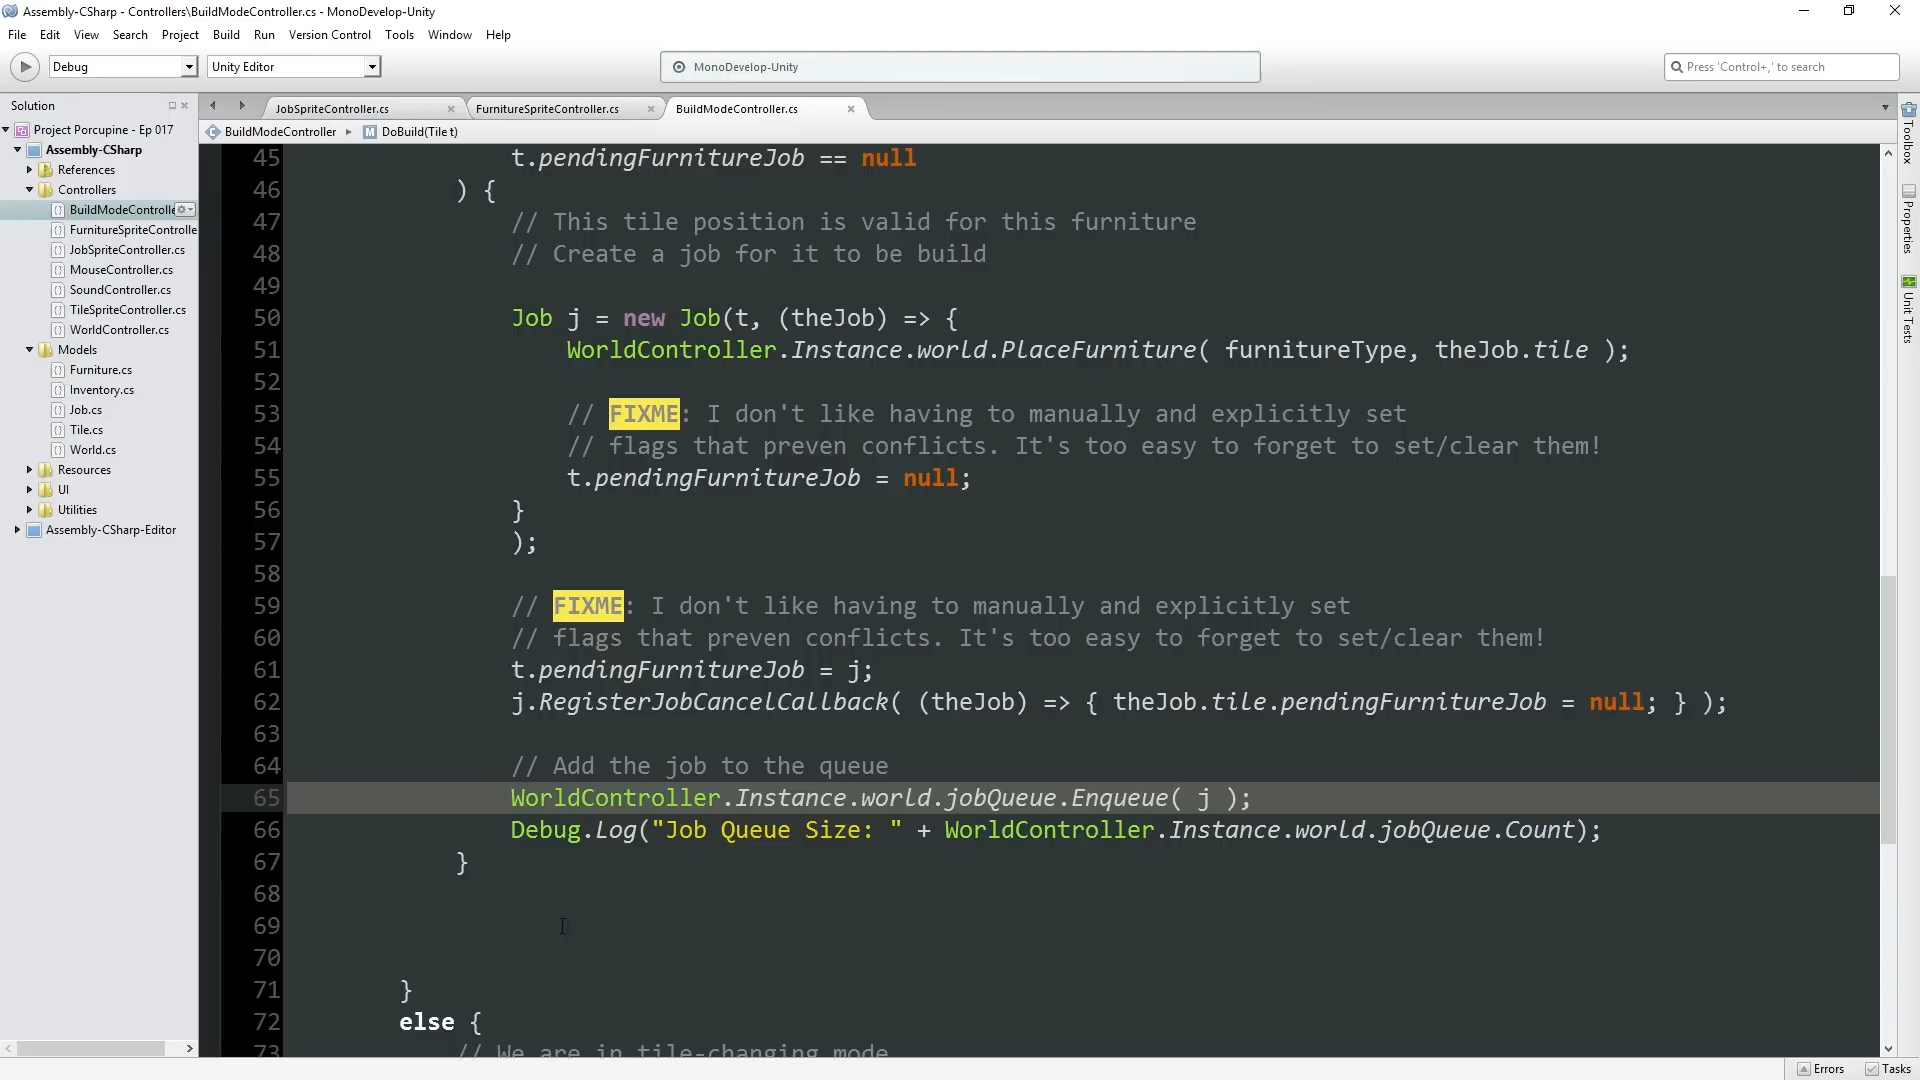 Assembly-CSharp - Controllers\BuildModeController.cs - MonoDevelop-Unity
File Edit View Search Project Build Run Version Control Tools Window Help
Debug Unity Editor MonoDevelop-Unity Press 'Control+,' to search
Solution
Project Porcupine - Ep 017
Assembly-CSharp
References
Controllers
BuildModeControlle
FurnitureSpriteControlle
JobSpriteController.cs
MouseController.cs
SoundController.cs
TileSpriteController.cs
WorldController.cs
Models
Furniture.cs
Inventory.cs
Job.cs
Tile.cs
World.cs
Resources
UI
Utilities
Assembly-CSharp-Editor
JobSpriteController.cs FurnitureSpriteController.cs BuildModeController.cs
BuildModeController DoBuild(Tile t)
45 t.pendingFurnitureJob == null
46 ) {
47 // This tile position is valid for this furniture
48 // Create a job for it to be build
49
50 Job j = new Job(t, (theJob) => {
51 WorldController.Instance.world.PlaceFurniture( furnitureType, theJob.tile );
52
53 // FIXME: I don't like having to manually and explicitly set
54 // flags that preven conflicts. It's too easy to forget to set/clear them!
55 t.pendingFurnitureJob = null;
56 }
57 );
58
59 // FIXME: I don't like having to manually and explicitly set
60 // flags that preven conflicts. It's too easy to forget to set/clear them!
61 t.pendingFurnitureJob = j;
62 j.RegisterJobCancelCallback( (theJob) => { theJob.tile.pendingFurnitureJob = null; } );
63
64 // Add the job to the queue
65 WorldController.Instance.world.jobQueue.Enqueue( j );
66 Debug.Log("Job Queue Size: " + WorldController.Instance.world.jobQueue.Count);
67 }
68
69
70
71 }
72 else {
73 // We are in tile-changing mode
Toolbox
Properties
Unit Tests
Errors Tasks